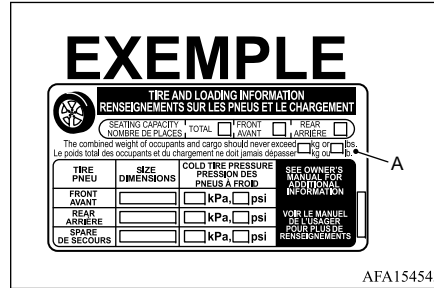 EXEMPLE
TIRE AND LOADING INFORMATION
RENSEIGNEMENTS SUR LES PNEUS ET LE CHARGEMENT
SEATING CAPACITY TOTAL FRONT REAR
NOMBRE DE PLACES AVANT ARRIÈRE
The combined weight of occupants and cargo should never exceed kg or lbs.
Le poids total des occupants et du chargement ne doit jamais dépasser kg ou lb.
A
TIRE SIZE COLD TIRE PRESSURE
PNEU DIMENSIONS PRESSION DES
PNEUS À FROID
FRONT
AVANT kPa, psi
REAR
ARRIÈRE kPa, psi
SPARE
DE SECOURS kPa, psi
SEE OWNER'S
MANUAL FOR
ADDITIONAL
INFORMATION
VOIR LE MANUEL
DE L'USAGER
POUR PLUS DE
RENSEIGNEMENTS
AFA15454